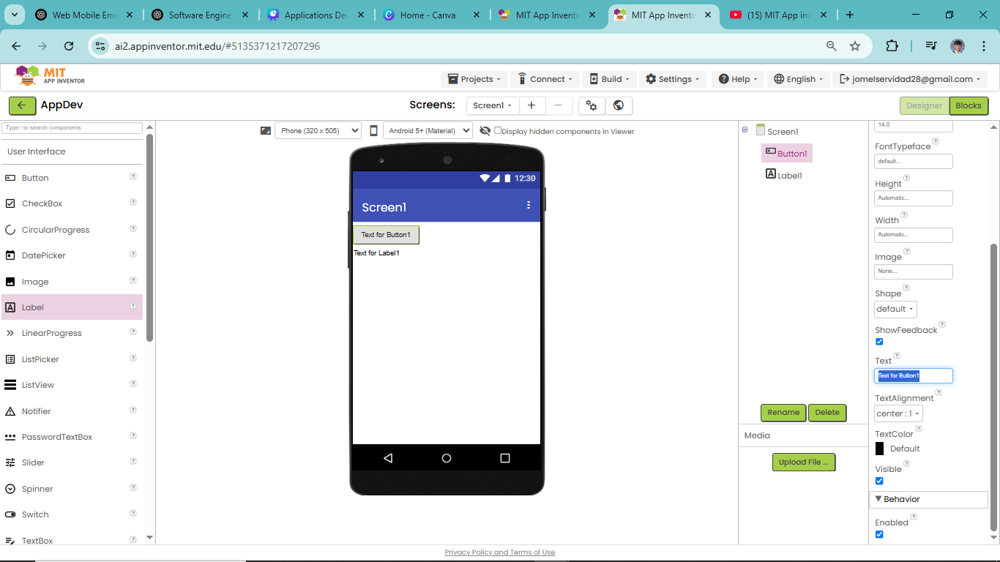 Web Mobile Eme
Software Engine
Applications De
Home - Canva
MIT App Invento
MIT App Invento
(15) MIT App in
ai2.appinventor.mit.edu/#5135371217207296
MIT
APP INVENTOR
Projects
Connect
Build
Settings
Help
English
jomelservidad28@gmail.com
AppDev
Screens:
Screen1
Designer
Blocks
Type / to search components
User Interface
Button
CheckBox
CircularProgress
DatePicker
Image
Label
LinearProgress
ListPicker
ListView
Notifier
PasswordTextBox
Slider
Spinner
Switch
TextBox
Phone (320 x 505)
Android 5+ (Material)
Display hidden components in Viewer
12:30
Screen1
Text for Button1
Text for Label1
Screen1
Button1
Label1
Rename
Delete
Media
Upload File ...
14.0
FontTypeface
default...
Height
Automatic...
Width
Automatic...
Image
None...
Shape
default
ShowFeedback
Text
Text for Button1
TextAlignment
center : 1
TextColor
Default
Visible
Behavior
Enabled
Privacy Policy and Terms of Use